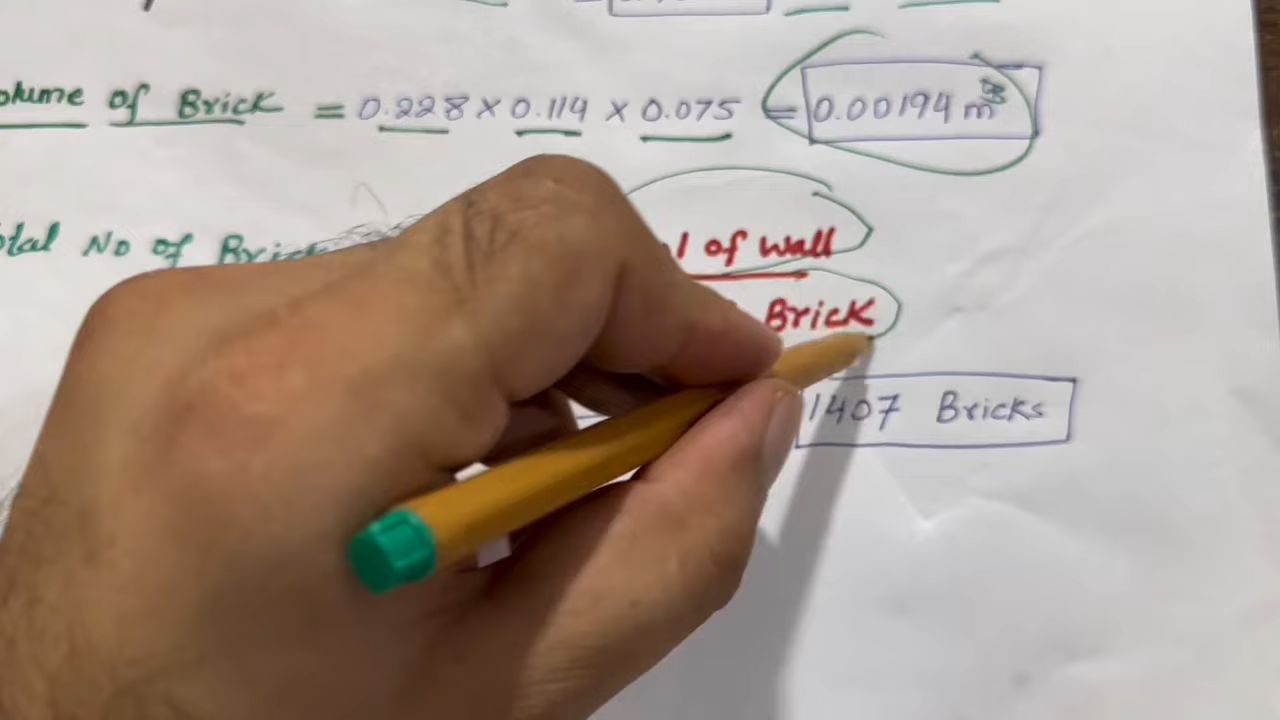 olume of Brick = 0.228 × 0.114 × 0.075 = 0.00194 m³
otal No of Brick l of wall
Brick
1407 Bricks